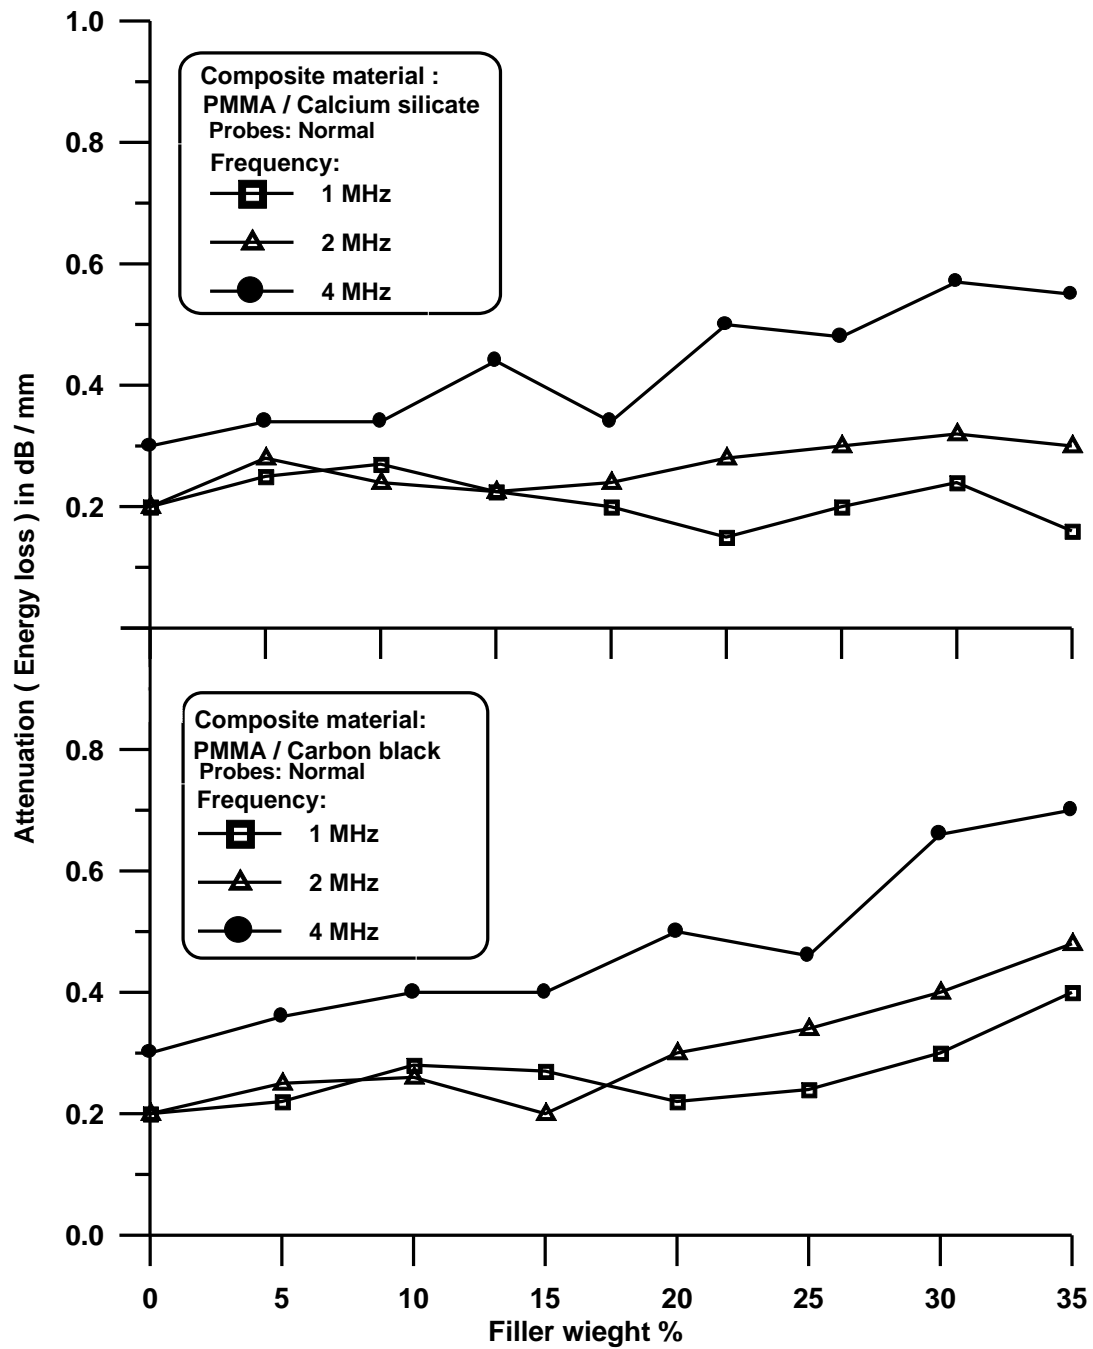 1.0
Composite material :
PMMA / Calcium silicate
Probes: Normal
Frequency:
1 MHz
2 MHz
4 MHz
0.8
0.6
0.4
0.2
Attenuation ( Energy loss ) in dB / mm
Composite material:
PMMA / Carbon black
Probes: Normal
Frequency:
1 MHz
2 MHz
4 MHz
0.8
0.6
0.4
0.2
0.0
0 5 10 15 20 25 30 35
Filler wieght %